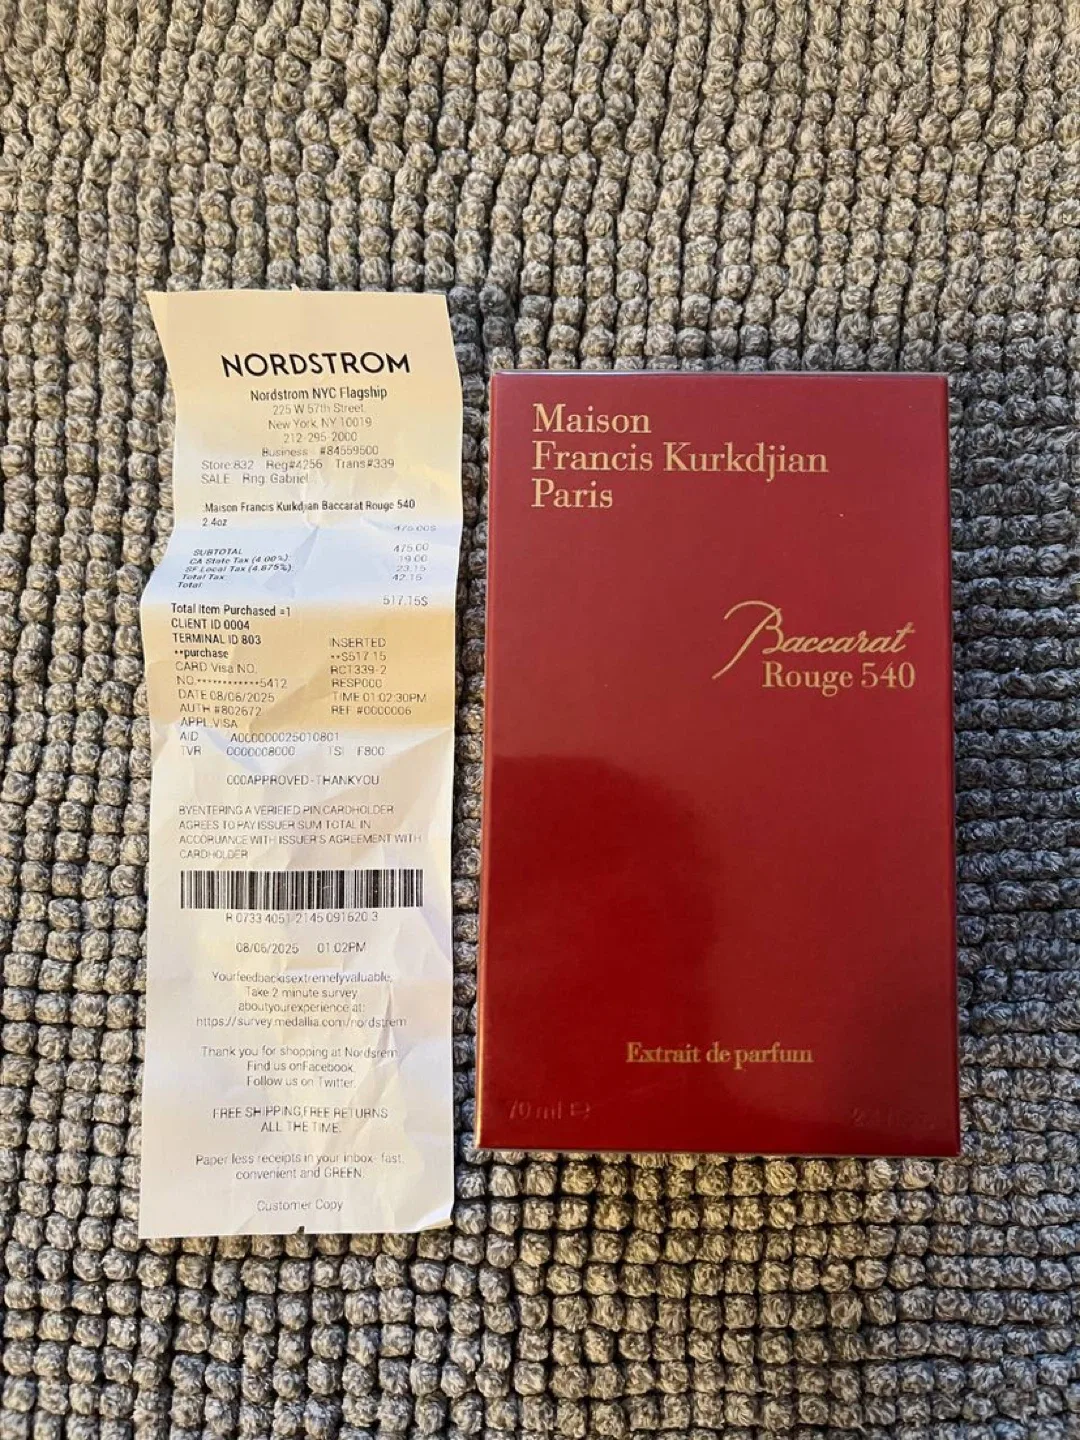 NORDSTROM
Nordstrom NYC Flagship
225 W 57th Street
New York, NY 10019
212-295-2000
Business #84559500
Store:832 Reg#4256 Trans#339
SALE Rng: Gabriel
Maison Francis Kurkdjian Baccarat Rouge 540
2.4oz
475.00$
SUBTOTAL 475.00
CA State Tax (4.00%) 19.00
SF Local Tax (4.875%) 23.15
Total Tax 42.15
Total
517.15$
Total Item Purchased =1
CLIENT ID 0004
TERMINAL ID 803 INSERTED
**purchase **$517.15
CARD Visa NO. RCT339-2
NO.************5412 RESP000
DATE 08/06/2025 TIME 01:02:30PM
AUTH #802672 REF #0000006
APPL.VISA
AID A000000025010801
TVR 0000008000 TSI F800
000APPROVED-THANKYOU
BYENTERING A VERIFIED PIN CARDHOLDER
AGREES TO PAY ISSUER SUM TOTAL IN
ACCORUANCE WITH ISSUER'S AGREEMENT WITH
CARDHOLDER
R 0733 4051 2145 091620 3
08/06/2025 01:02PM
Yourfeedbackisextremelyvaluable,
Take 2 minute survey
aboutyourexperience at:
https://survey.medallia.com/nordstrem
Thank you for shopping at Nordsrem
Find us onFacebook.
Follow us on Twitter.
FREE SHIPPING,FREE RETURNS
ALL THE TIME.
Paper less receipts in your inbox- fast,
convenient and GREEN.
Customer Copy
Maison
Francis Kurkdjian
Paris
Baccarat
Rouge 540
Extrait de parfum
70 ml ℮